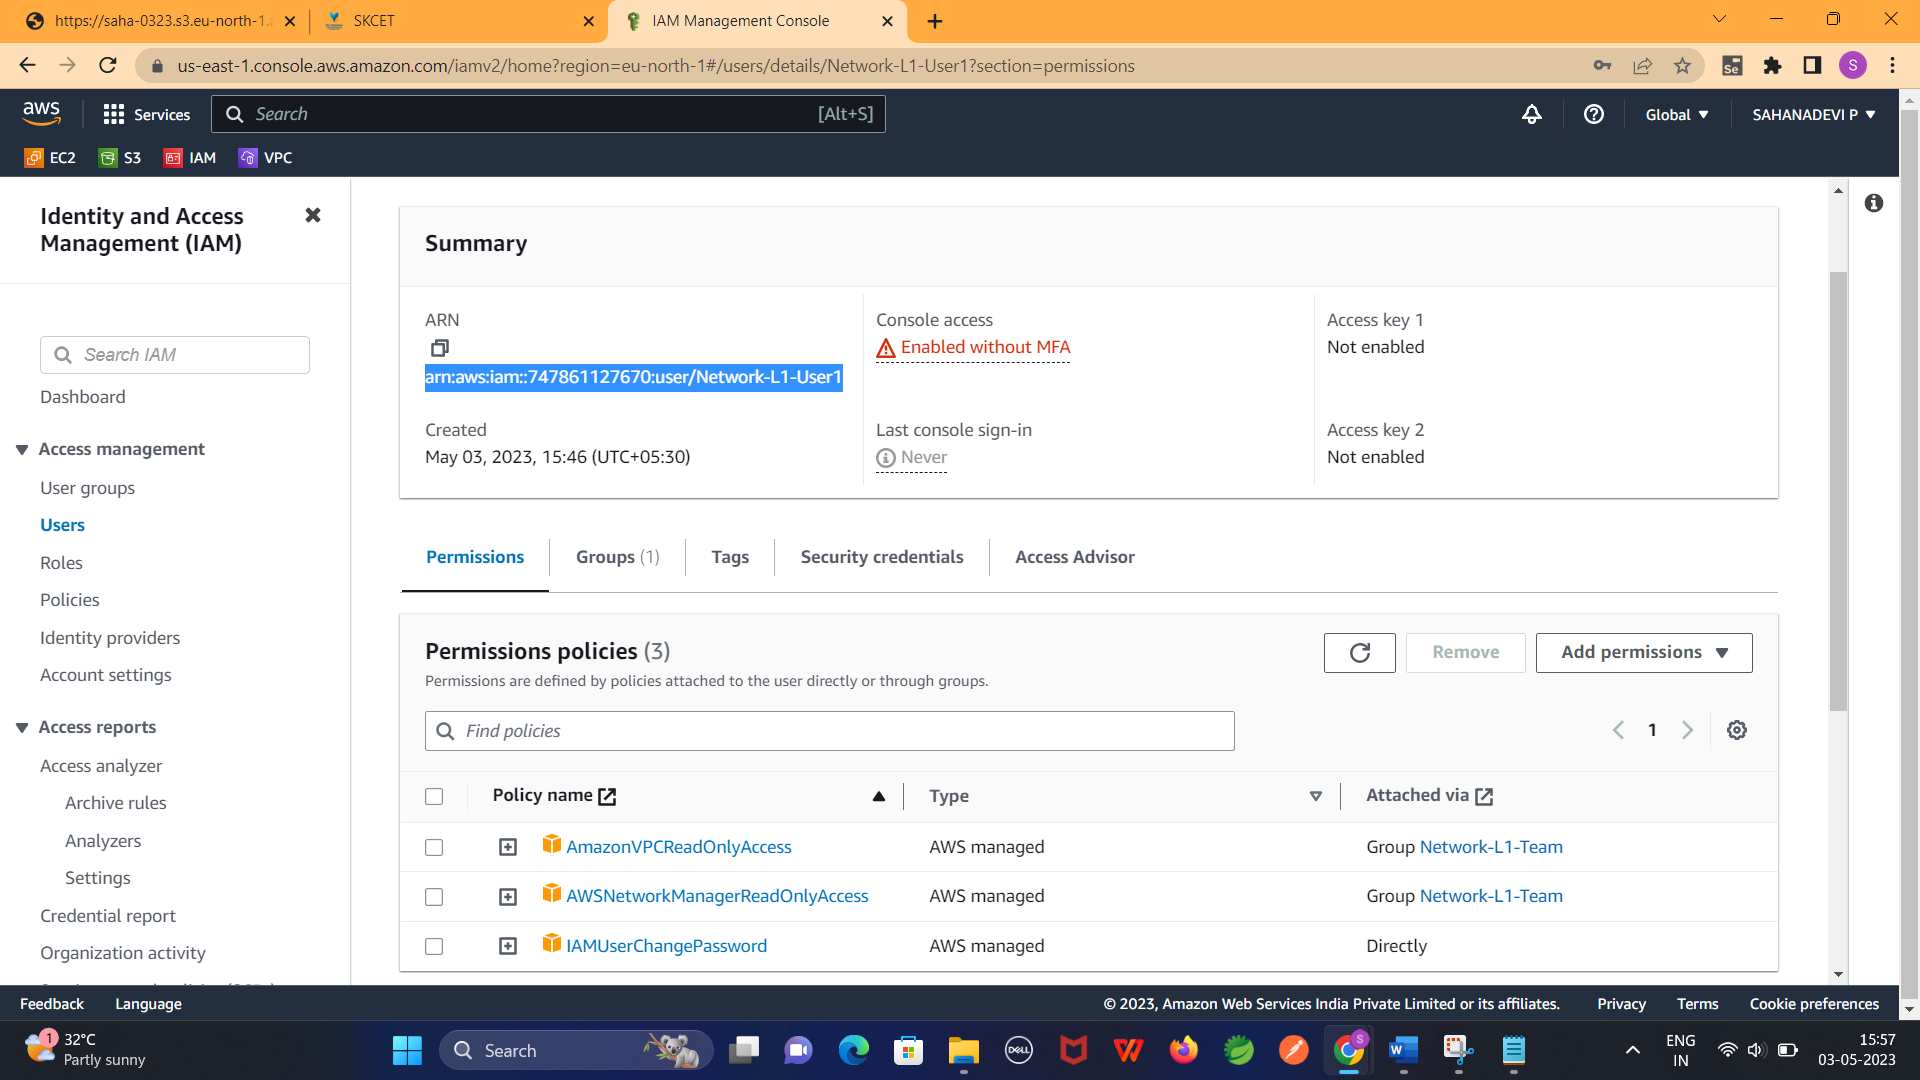 https://saha-0323.s3.eu-north-1.a
SKCET
IAM Management Console
us-east-1.console.aws.amazon.com/iamv2/home?region=eu-north-1#/users/details/Network-L1-User1?section=permissions
Se
S
aws
Services
Search
[Alt+S]
Global
SAHANADEVI P
EC2
S3
IAM
VPC
Identity and Access
Management (IAM)
Search IAM
Dashboard
Access management
User groups
Users
Roles
Policies
Identity providers
Account settings
Access reports
Access analyzer
Archive rules
Analyzers
Settings
Credential report
Organization activity
Summary
ARN
arn:aws:iam::747861127670:user/Network-L1-User1
Created
May 03, 2023, 15:46 (UTC+05:30)
Console access
Enabled without MFA
Last console sign-in
Never
Access key 1
Not enabled
Access key 2
Not enabled
Permissions
Groups (1)
Tags
Security credentials
Access Advisor
Permissions policies (3)
Permissions are defined by policies attached to the user directly or through groups.
Remove
Add permissions
Find policies
1
Policy name
Type
Attached via
AmazonVPCReadOnlyAccess AWS managed Group Network-L1-Team
AWSNetworkManagerReadOnlyAccess AWS managed Group Network-L1-Team
IAMUserChangePassword AWS managed Directly
Feedback
Language
© 2023, Amazon Web Services India Private Limited or its affiliates.
Privacy
Terms
Cookie preferences
1
32°C
Partly sunny
Search
DELL
S
W
ENG
IN
15:57
03-05-2023